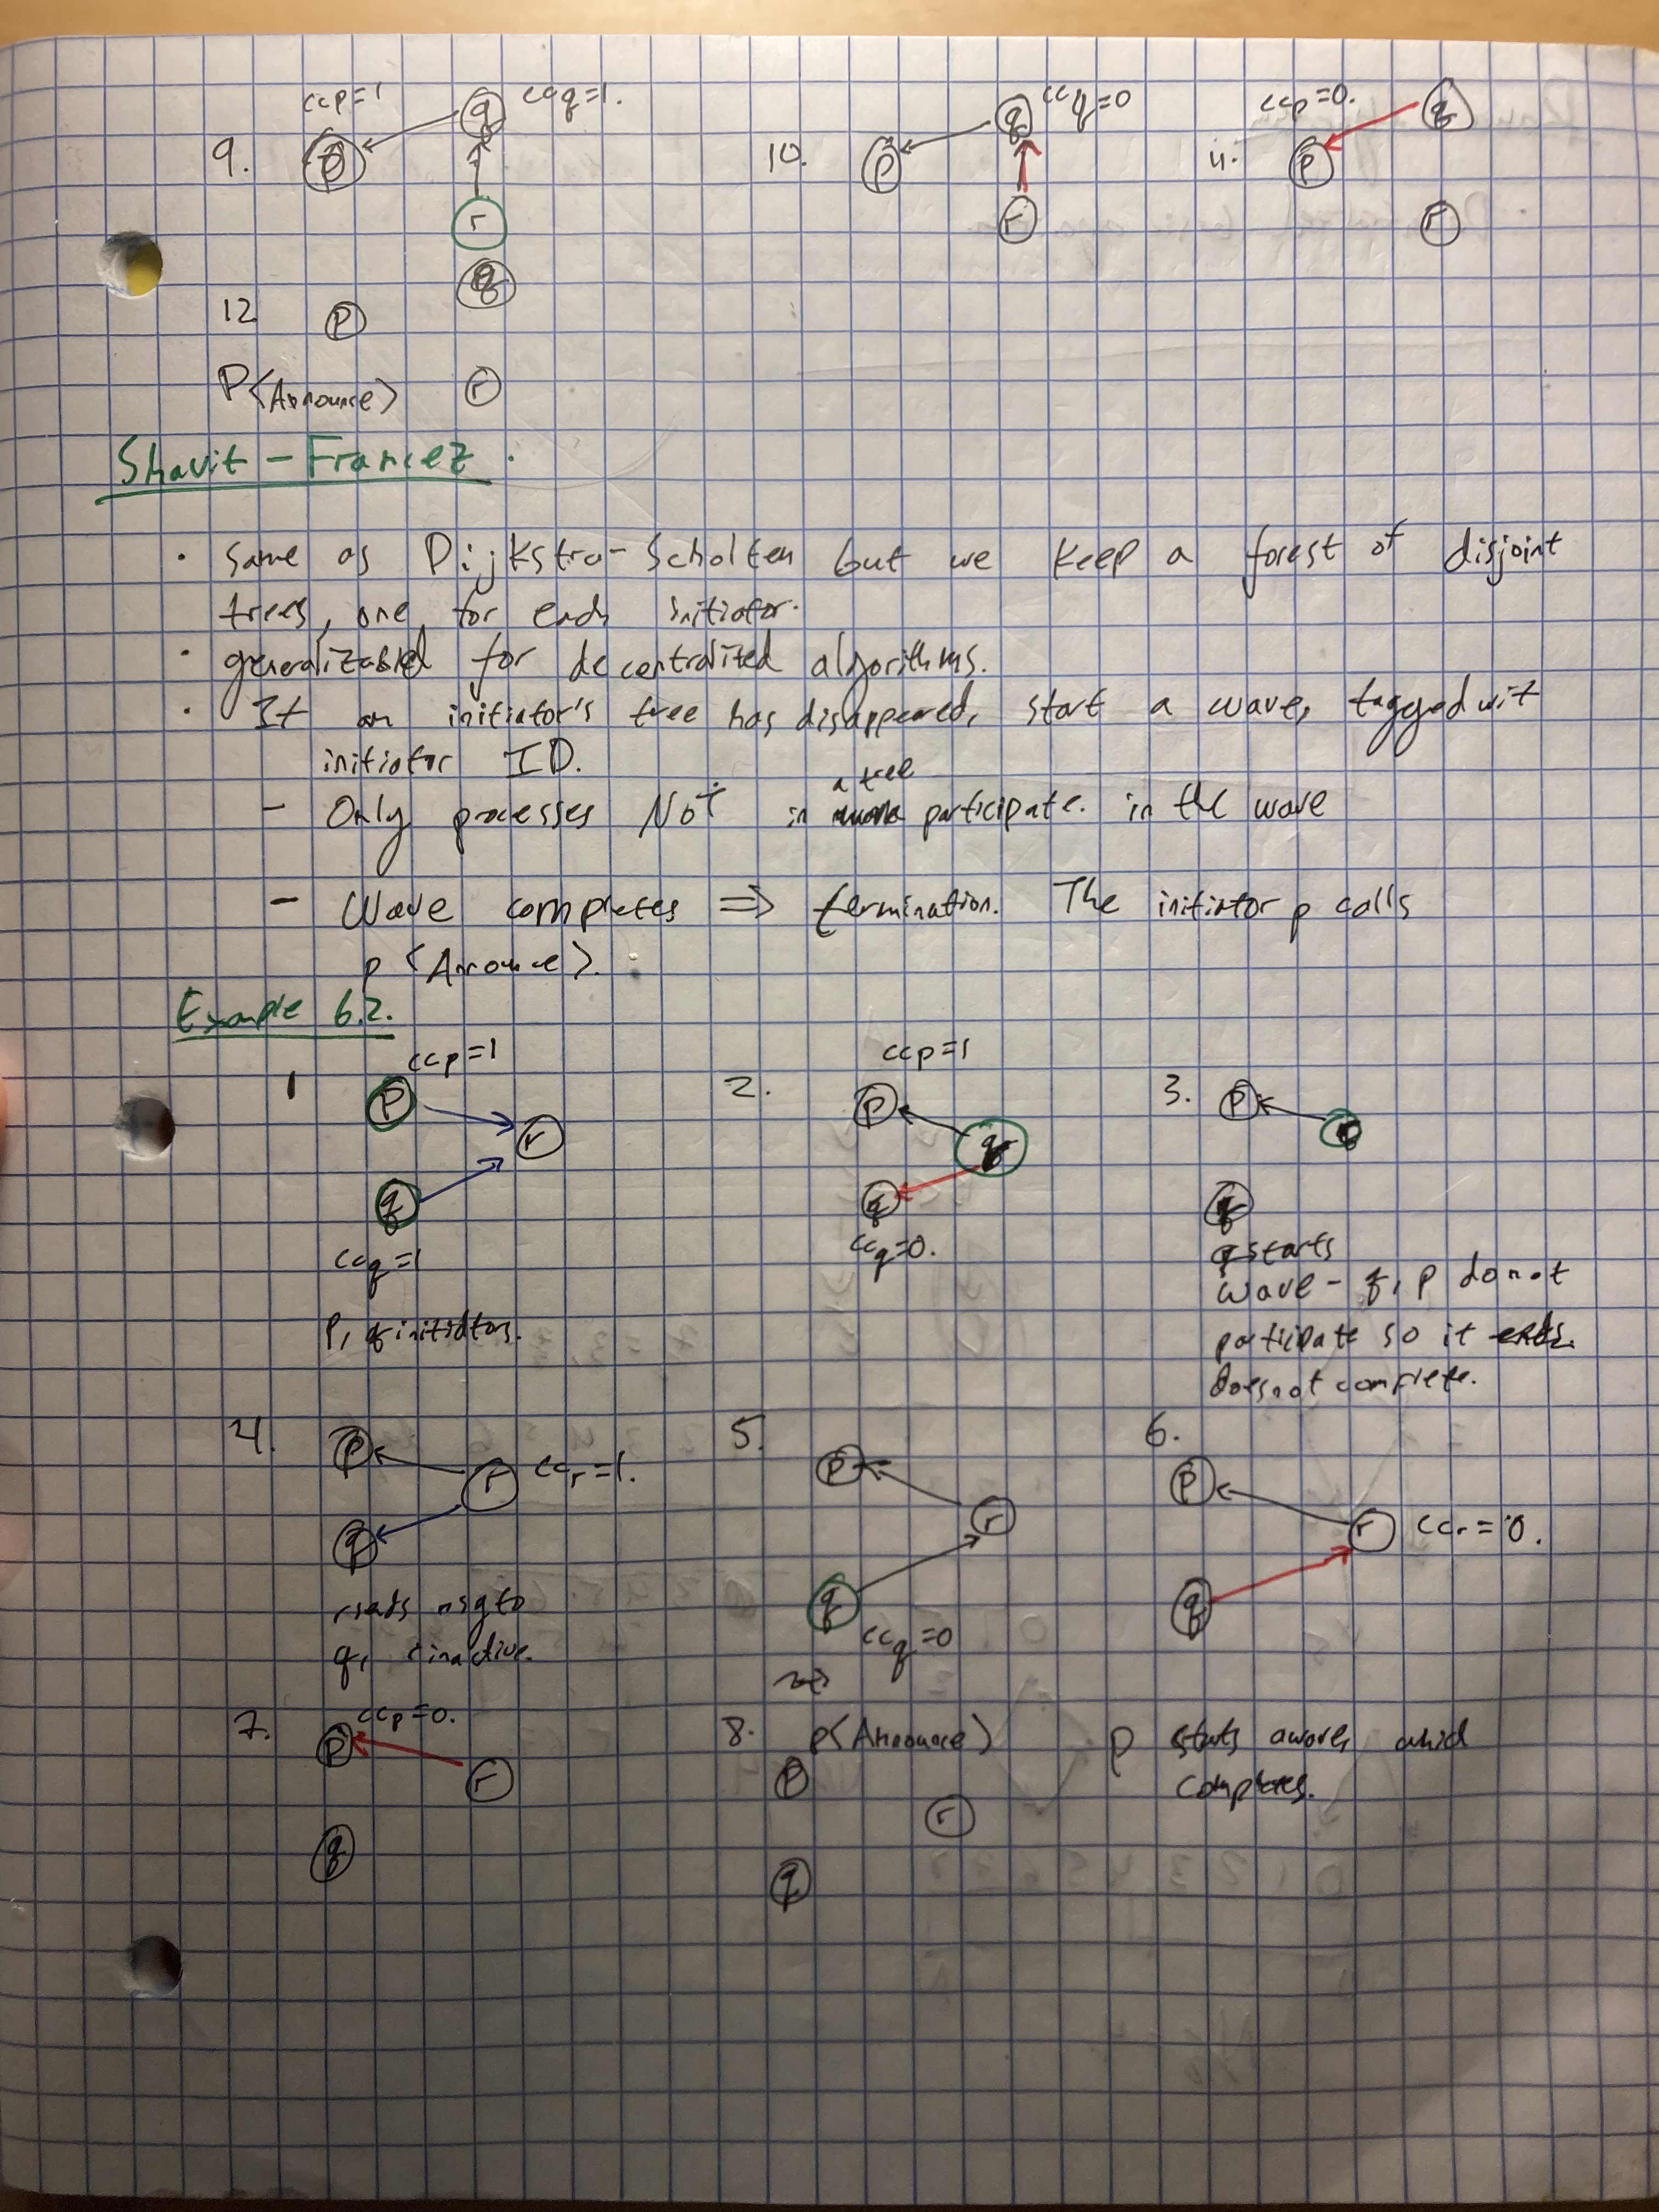 9. ccp=1 ccq=1. 10. ccq=0 11. ccp=0.
p q p q p q
r r r
q
12 p
P<Announce> r
Shavit - Francez.
· same as Dijkstra-Scholten but we keep a forest of disjoint
trees, one for each initiator.
· generalizabld for decentralized algorithms.
· If an initiator's tree has disappeared, start a wave, tagged wit
initiator ID.
a tree
- Only processes NOT in participate. in the wave
- Wave completes ⇒ termination. The initiator p calls
p <Announce>.
Example 6.2.
1 ccp=1 2. ccp=1 3.
p r p p
q q q
ccq=1 ccq=0. q starts
wave - q, p do not
p, q initiators. participate so it ends.
does not complete.
4. 5. 6.
p r ccr=1. p r p r ccr=0.
q q q
r sends msg to ccq=0
q, r inactive.
7. ccp=0. 8. p<Announce> p starts a wave, which
p r p completes.
r
q q